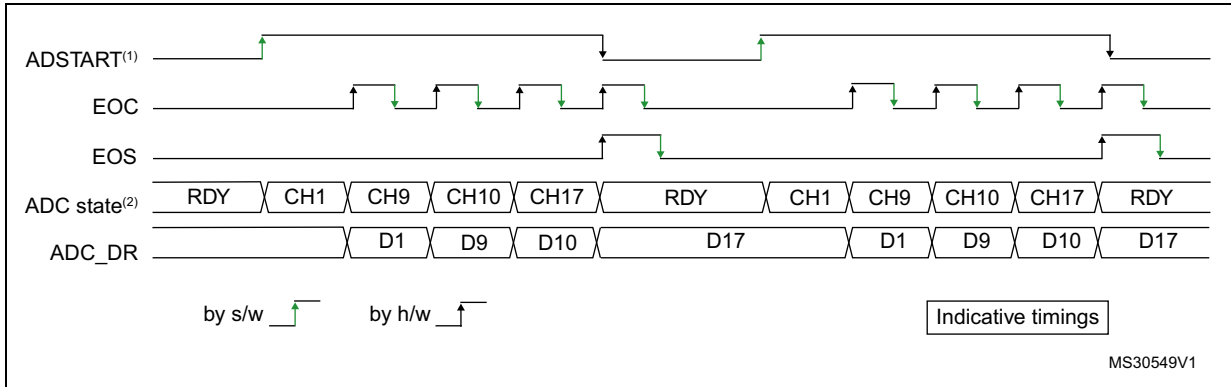 ADSTART(1)
EOC
EOS
ADC state(2) RDY CH1 CH9 CH10 CH17 RDY CH1 CH9 CH10 CH17 RDY
ADC_DR D1 D9 D10 D17 D1 D9 D10 D17
by s/w by h/w Indicative timings
MS30549V1